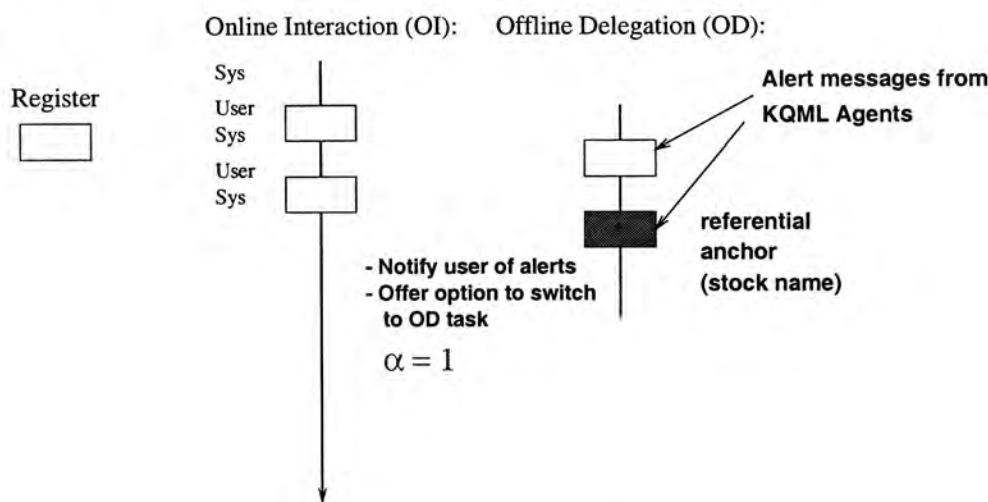 Online Interaction (OI):
Offline Delegation (OD):
Register
Sys
User
Sys
User
Sys
Alert messages from
KQML Agents
referential
anchor
(stock name)
- Notify user of alerts
- Offer option to switch
to OD task
α = 1